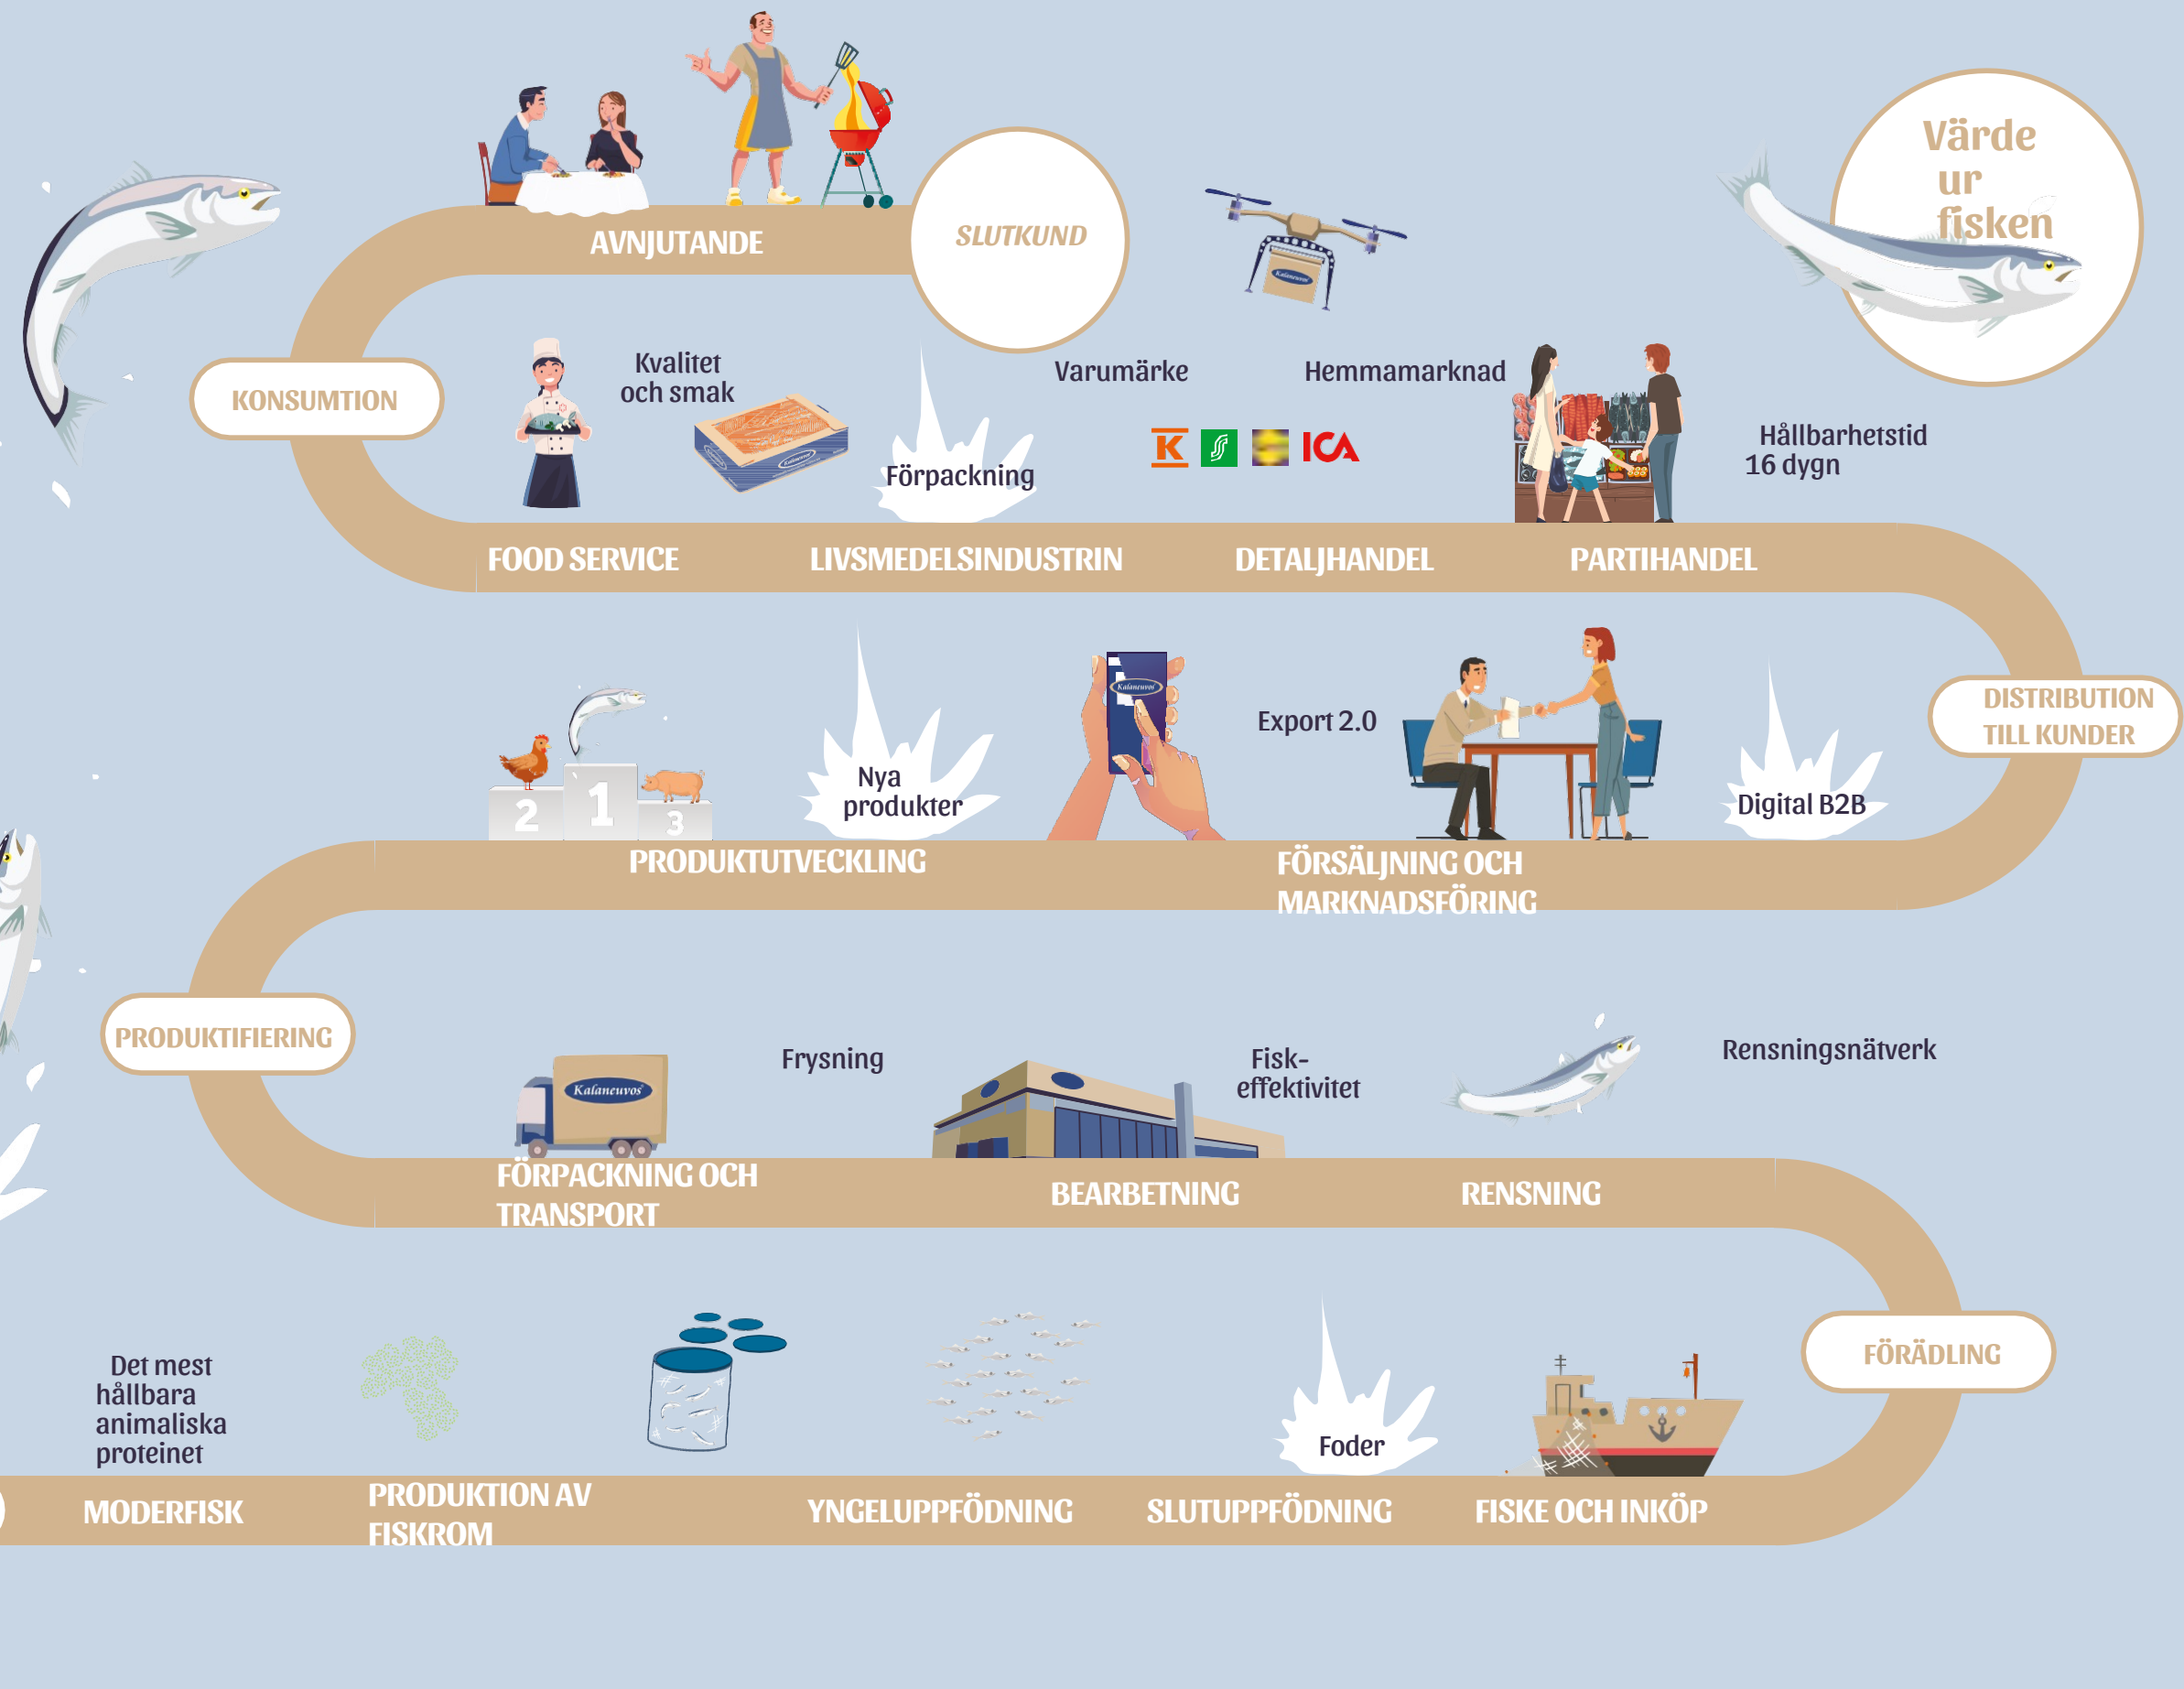 Värde
ur
fisken
SLUTKUND
AVNJUTANDE
Kalaneuvos
KONSUMTION
Kvalitet
och smak
Kalaneuvos
Förpackning
Varumärke
Hemmamarknad
K
ICA
Hållbarhetstid
16 dygn
FOOD SERVICE
LIVSMEDELSINDUSTRIN
DETALJHANDEL
PARTIHANDEL
DISTRIBUTION
TILL KUNDER
2
1
3
Nya
produkter
Kalaneuvos
Export 2.0
Digital B2B
PRODUKTUTVECKLING
FÖRSÄLJNING OCH
MARKNADSFÖRING
PRODUKTIFIERING
Kalaneuvos
Frysning
Fisk-
effektivitet
Rensningsnätverk
FÖRPACKNING OCH
TRANSPORT
BEARBETNING
RENSNING
FÖRÄDLING
Det mest
hållbara
animaliska
proteinet
Foder
MODERFISK
PRODUKTION AV
FISKROM
YNGELUPPFÖDNING
SLUTUPPFÖDNING
FISKE OCH INKÖP